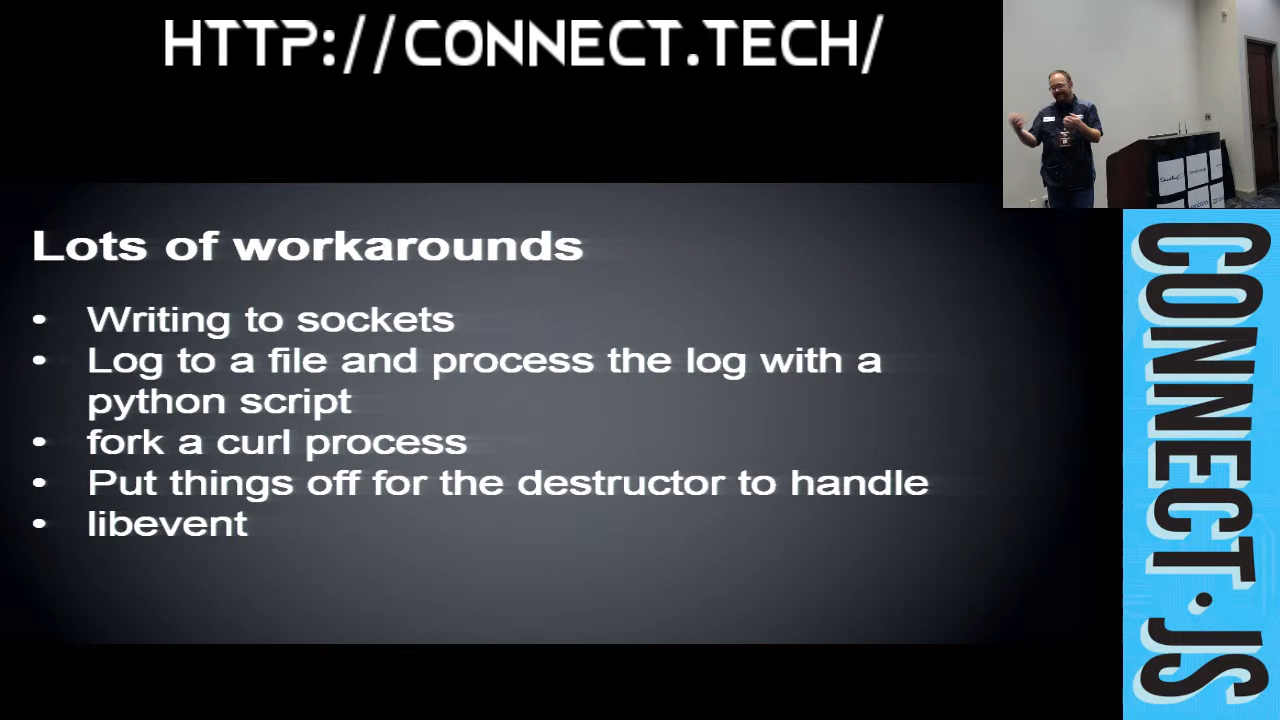 HTTP://CONNECT.TECH/
Lots of workarounds
• Writing to sockets
• Log to a file and process the log with a
python script
• fork a curl process
• Put things off for the destructor to handle
• libevent
CONNECT.JS